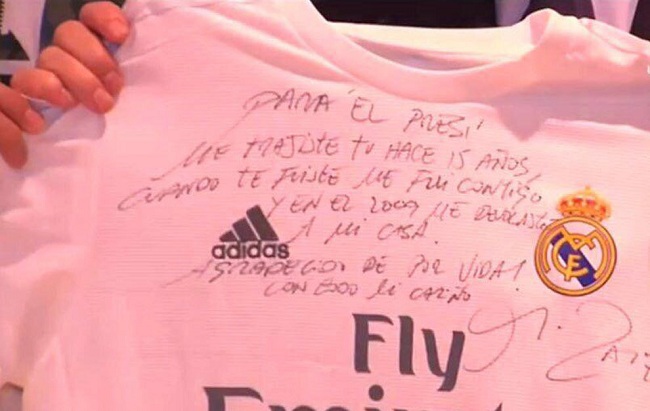 PARA "EL PRESI"
ME TRAJISTE TU HACE 15 AÑOS,
CUANDO TE FUISTE ME FUI CONTIGO
Y EN EL 2009 ME DEVOLVISTE
A MI CASA.
adidas
AGRADECIDO DE POR VIDA!
CON TODO MI CARIÑO
Fly